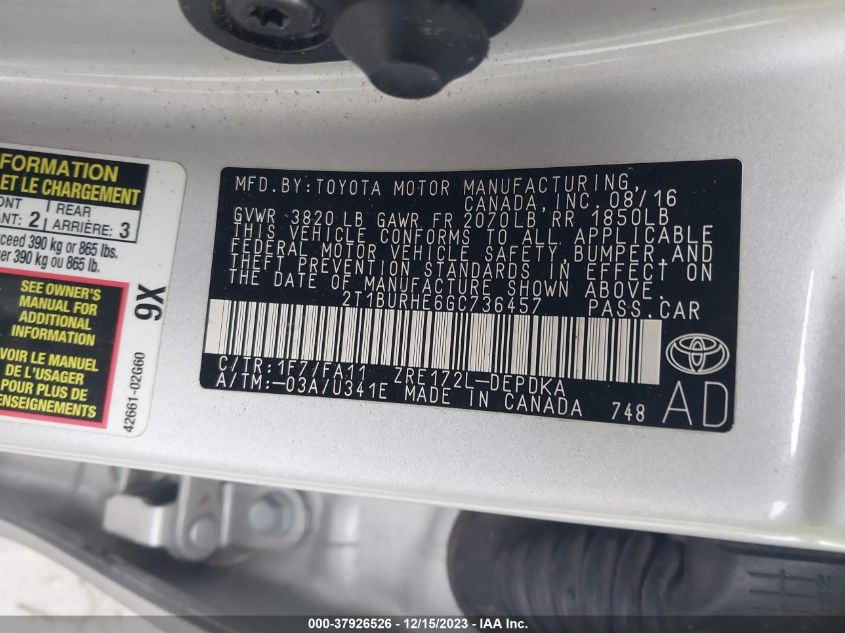 FORMATION
ET LE CHARGEMENT
REAR
2 ARRIÈRE: 3
390 kg or 865 lbs.
390 kg ou 865 lb.
SEE OWNER'S
MANUAL FOR
ADDITIONAL
INFORMATION
VOIR LE MANUEL
DE L'USAGER
POUR PLUS DE
RENSEIGNEMENTS
9X
42661-02G60
MFD.BY:TOYOTA MOTOR MANUFACTURING,
CANADA,INC.08/16
GVWR 3820 LB GAWR FR 2070LB RR 1850LB
THIS VEHICLE CONFORMS TO ALL APPLICABLE
FEDERAL MOTOR VEHICLE SAFETY,BUMPER,AND
THEFT PREVENTION STANDARDS IN EFFECT ON
THE DATE OF MANUFACTURE SHOWN ABOVE.
2T1BURHE6GC736457 PASS.CAR
C/TR:1F7/FA11 ZRE172L-DEPDKA
A/TM:-03A/U341E MADE IN CANADA 748
AD
000-37926526 - 12/15/2023 - IAA Inc.